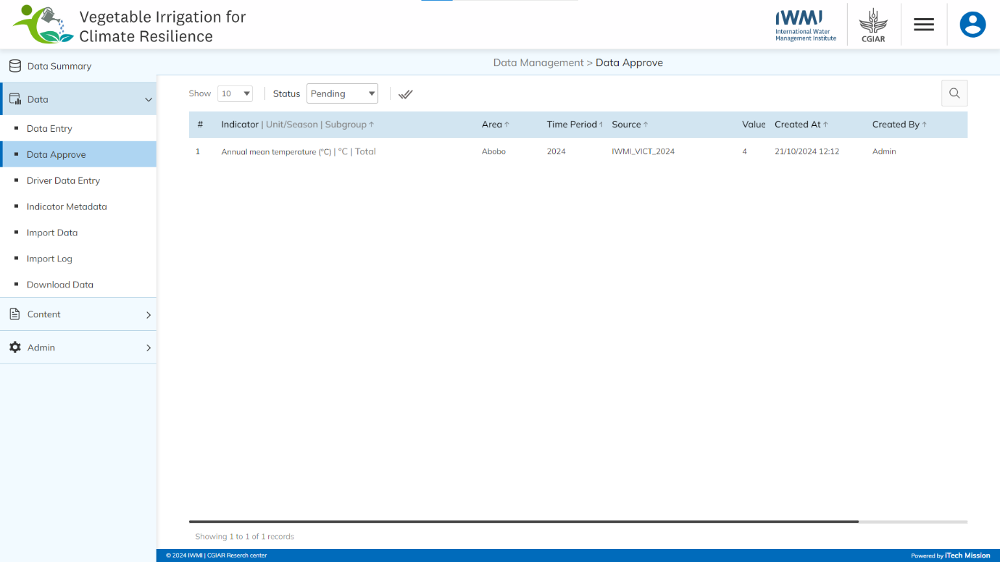 Vegetable Irrigation for
Climate Resilience
IWMI
International Water
Management Institute
CGIAR
Data Summary
Data Management > Data Approve
Data
Show 10 Status Pending
Data Entry
Data Approve
Driver Data Entry
Indicator Metadata
Import Data
Import Log
Download Data
Content
Admin
# Indicator | Unit/Season | Subgroup ↑ Area ↑ Time Period ↑ Source ↑ Value Created At ↑ Created By ↑
1 Annual mean temperature (°C) | °C | Total Abobo 2024 IWMI_VICT_2024 4 21/10/2024 12:12 Admin
Showing 1 to 1 of 1 records
© 2024 IWMI | CGIAR Reserch center
Powered by iTech Mission